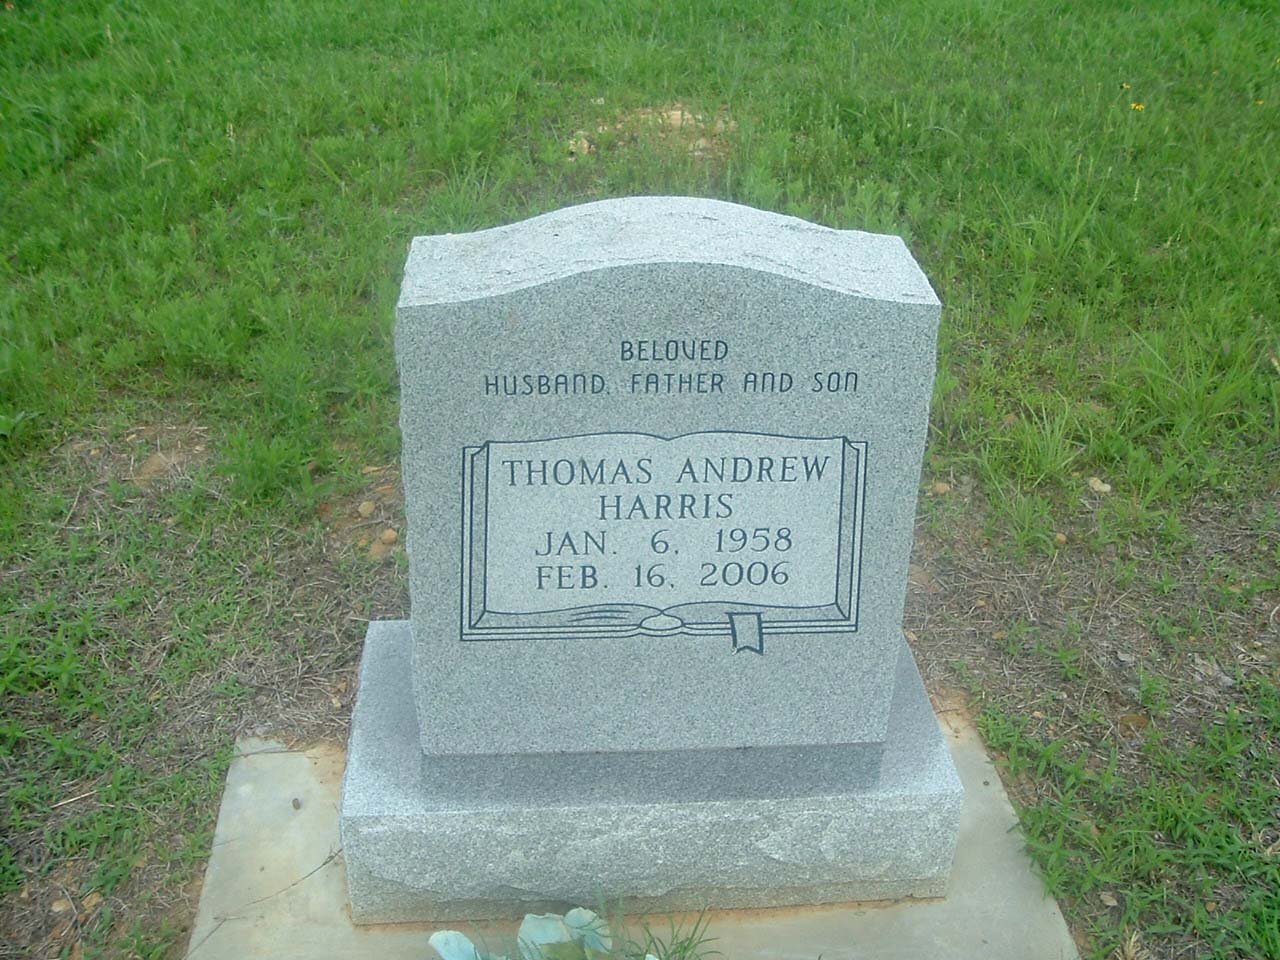 BELOVED
HUSBAND, FATHER AND SON
THOMAS ANDREW
HARRIS
JAN. 6, 1958
FEB. 16, 2006